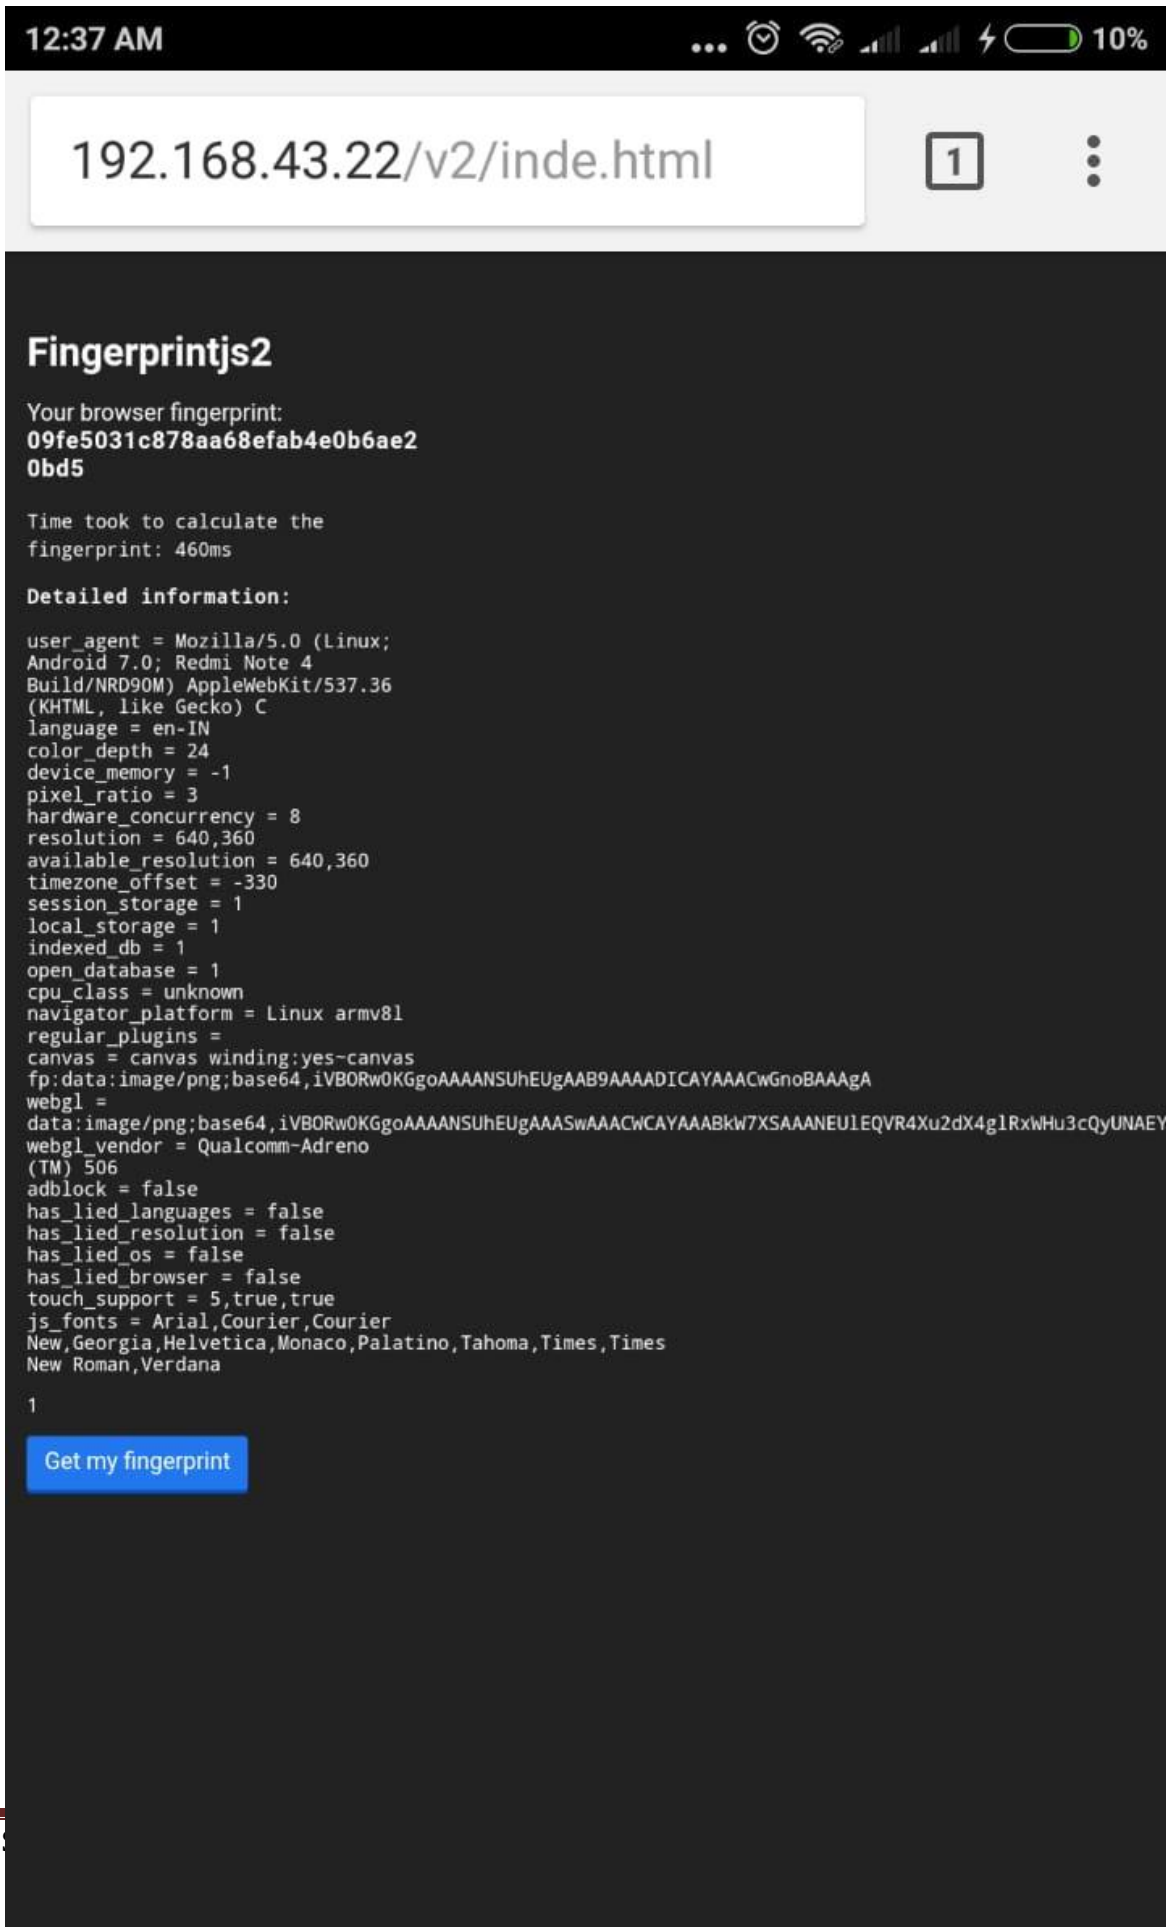 12:37 AM
10%
192.168.43.22/v2/inde.html
1
Fingerprintjs2
Your browser fingerprint:
09fe5031c878aa68efab4e0b6ae2
0bd5
Time took to calculate the
fingerprint: 460ms
Detailed information:
user_agent = Mozilla/5.0 (Linux;
Android 7.0; Redmi Note 4
Build/NRD90M) AppleWebKit/537.36
(KHTML, like Gecko) C
language = en-IN
color_depth = 24
device_memory = -1
pixel_ratio = 3
hardware_concurrency = 8
resolution = 640,360
available_resolution = 640,360
timezone_offset = -330
session_storage = 1
local_storage = 1
indexed_db = 1
open_database = 1
cpu_class = unknown
navigator_platform = Linux armv8l
regular_plugins =
canvas = canvas winding:yes~canvas
fp:data:image/png;base64,iVBORw0KGgoAAAANSUhEUgAAB9AAAADICAYAAACwGnoBAAAgA
webgl =
data:image/png;base64,iVBORw0KGgoAAAANSUhEUgAAASwAAACWCAYAAABkW7XSAAANEUlEQVR4Xu2dX4glRxWHu3cQyUNAEY
webgl_vendor = Qualcomm~Adreno
(TM) 506
adblock = false
has_lied_languages = false
has_lied_resolution = false
has_lied_os = false
has_lied_browser = false
touch_support = 5,true,true
js_fonts = Arial,Courier,Courier
New,Georgia,Helvetica,Monaco,Palatino,Tahoma,Times,Times
New Roman,Verdana
1
Get my fingerprint